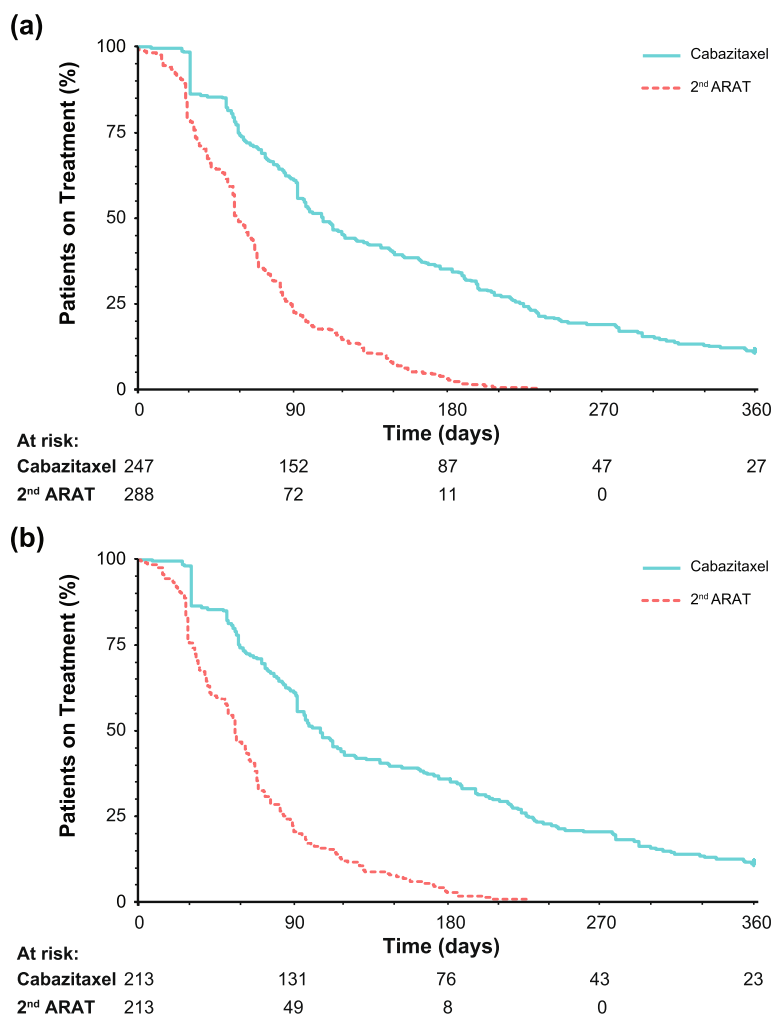 (a)
Patients on Treatment (%)
100
75
50
25
0
Cabazitaxel
2nd ARAT
0 90 180 270 360
Time (days)
At risk:
Cabazitaxel 247 152 87 47 27
2nd ARAT 288 72 11 0
(b)
Patients on Treatment (%)
100
75
50
25
0
Cabazitaxel
2nd ARAT
0 90 180 270 360
Time (days)
At risk:
Cabazitaxel 213 131 76 43 23
2nd ARAT 213 49 8 0